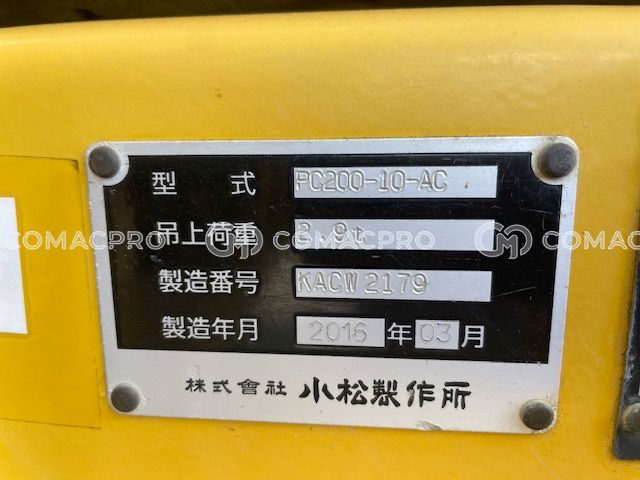 型 式 PC200-10-AC
吊上荷重 2.9t
製造番号 KACW 2179
製造年月 2016 年 03 月
株式會社 小松製作所
COMACPRO COMACPRO COMACPRO